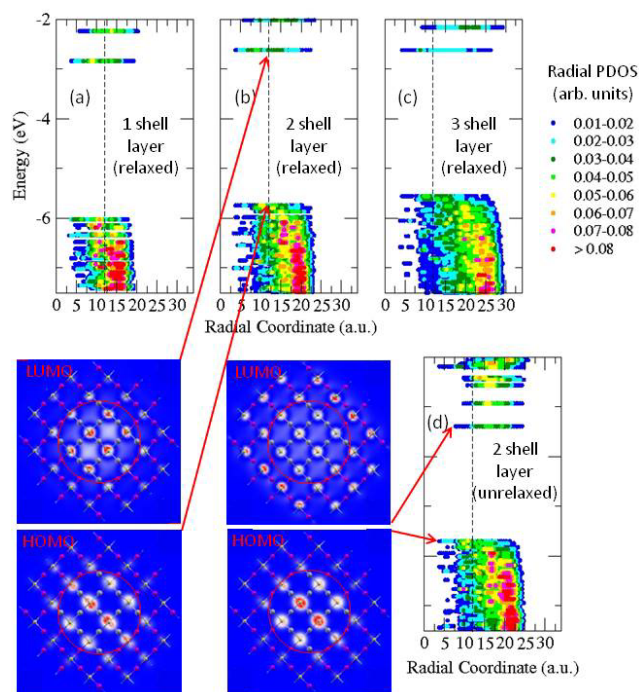 -2
(a)
(b)
(c)
Radial PDOS
(arb. units)
0.01-0.02
0.02-0.03
0.03-0.04
0.04-0.05
0.05-0.06
0.06-0.07
0.07-0.08
> 0.08
Energy (eV)
-4
1 shell
layer
(relaxed)
2 shell
layer
(relaxed)
3 shell
layer
(relaxed)
-6
0 5 10 15 20 25 30
0 5 10 15 20 25 30
0 5 10 15 20 25 30
Radial Coordinate (a.u.)
LUMO
(d)
2 shell
layer
(unrelaxed)
HOMO
HOMO
0 5 10 15 20 25 30
Radial Coordinate (a.u.)